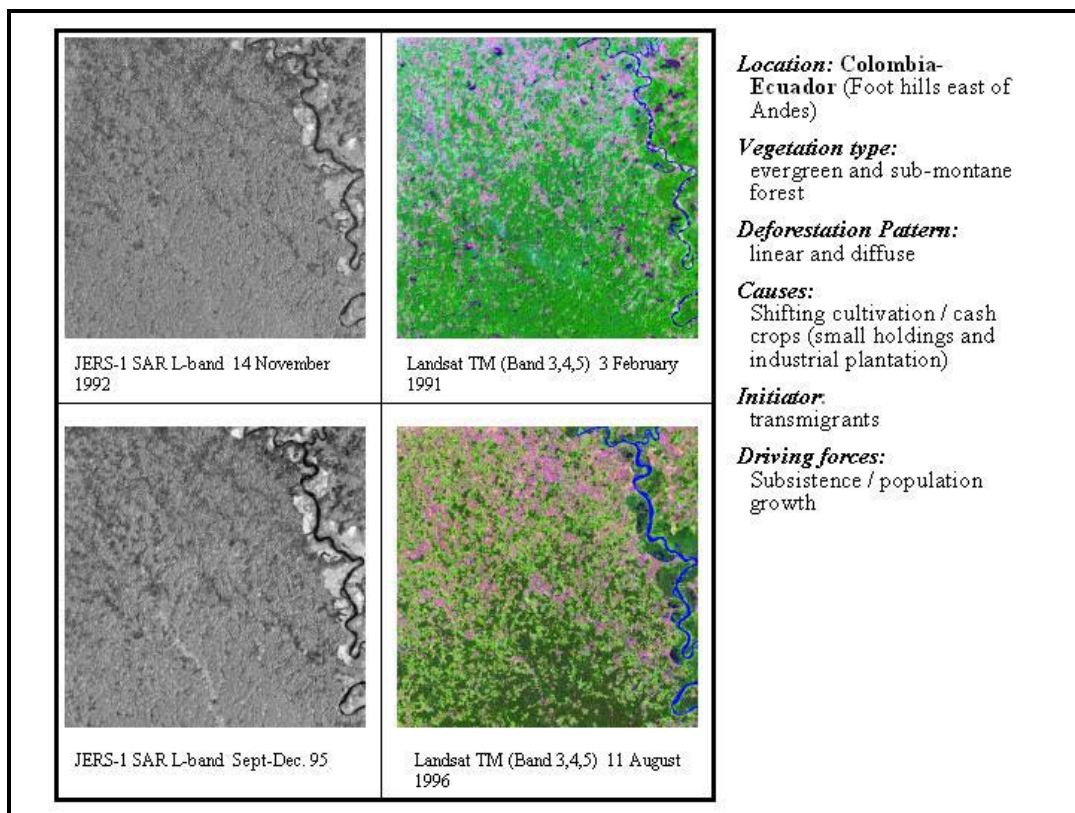 JERS-1 SAR L-band 14 November
1992
Landsat TM (Band 3,4,5) 3 February
1991
JERS-1 SAR L-band Sept-Dec. 95
Landsat TM (Band 3,4,5) 11 August
1996
Location: Colombia-
Ecuador (Foot hills east of
Andes)
Vegetation type:
evergreen and sub-montane
forest
Deforestation Pattern:
linear and diffuse
Causes:
Shifting cultivation / cash
crops (small holdings and
industrial plantation)
Initiator:
transmigrants
Driving forces:
Subsistence / population
growth